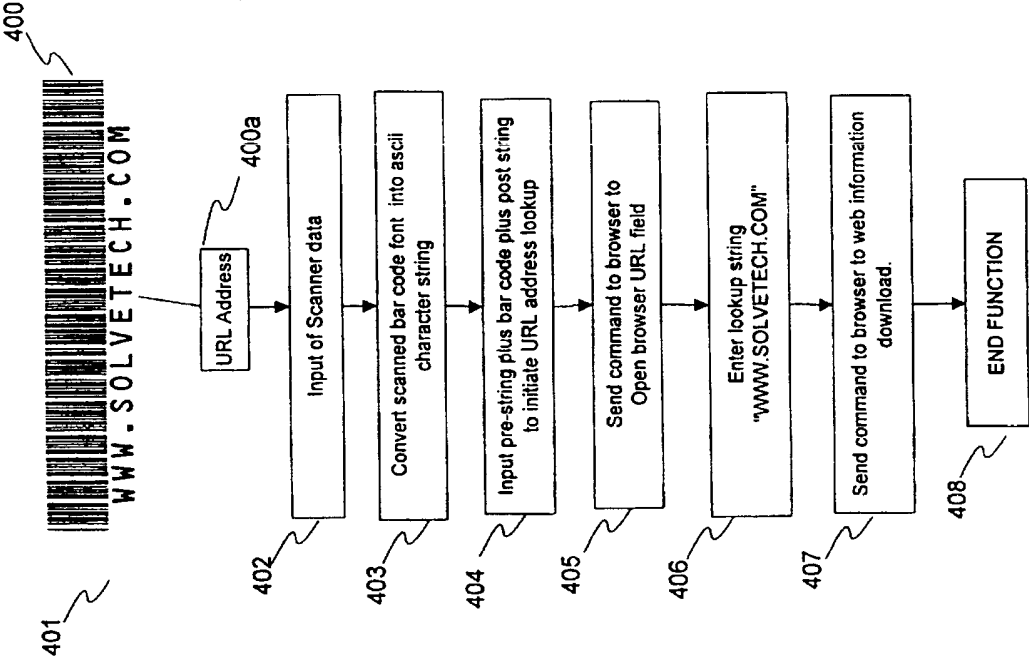 400
401
WWW.SOLVETECH.COM
400a
URL Address
402
Input of Scanner data
403
Convert scanned bar code font into ascii
character string
404
Input pre-string plus bar code plus post string
to initiate URL address lookup
405
Send command to browser to
Open browser URL field
406
Enter lookup string
"WWW.SOLVETECH.COM"
407
Send command to browser to web information
download.
408
END FUNCTION